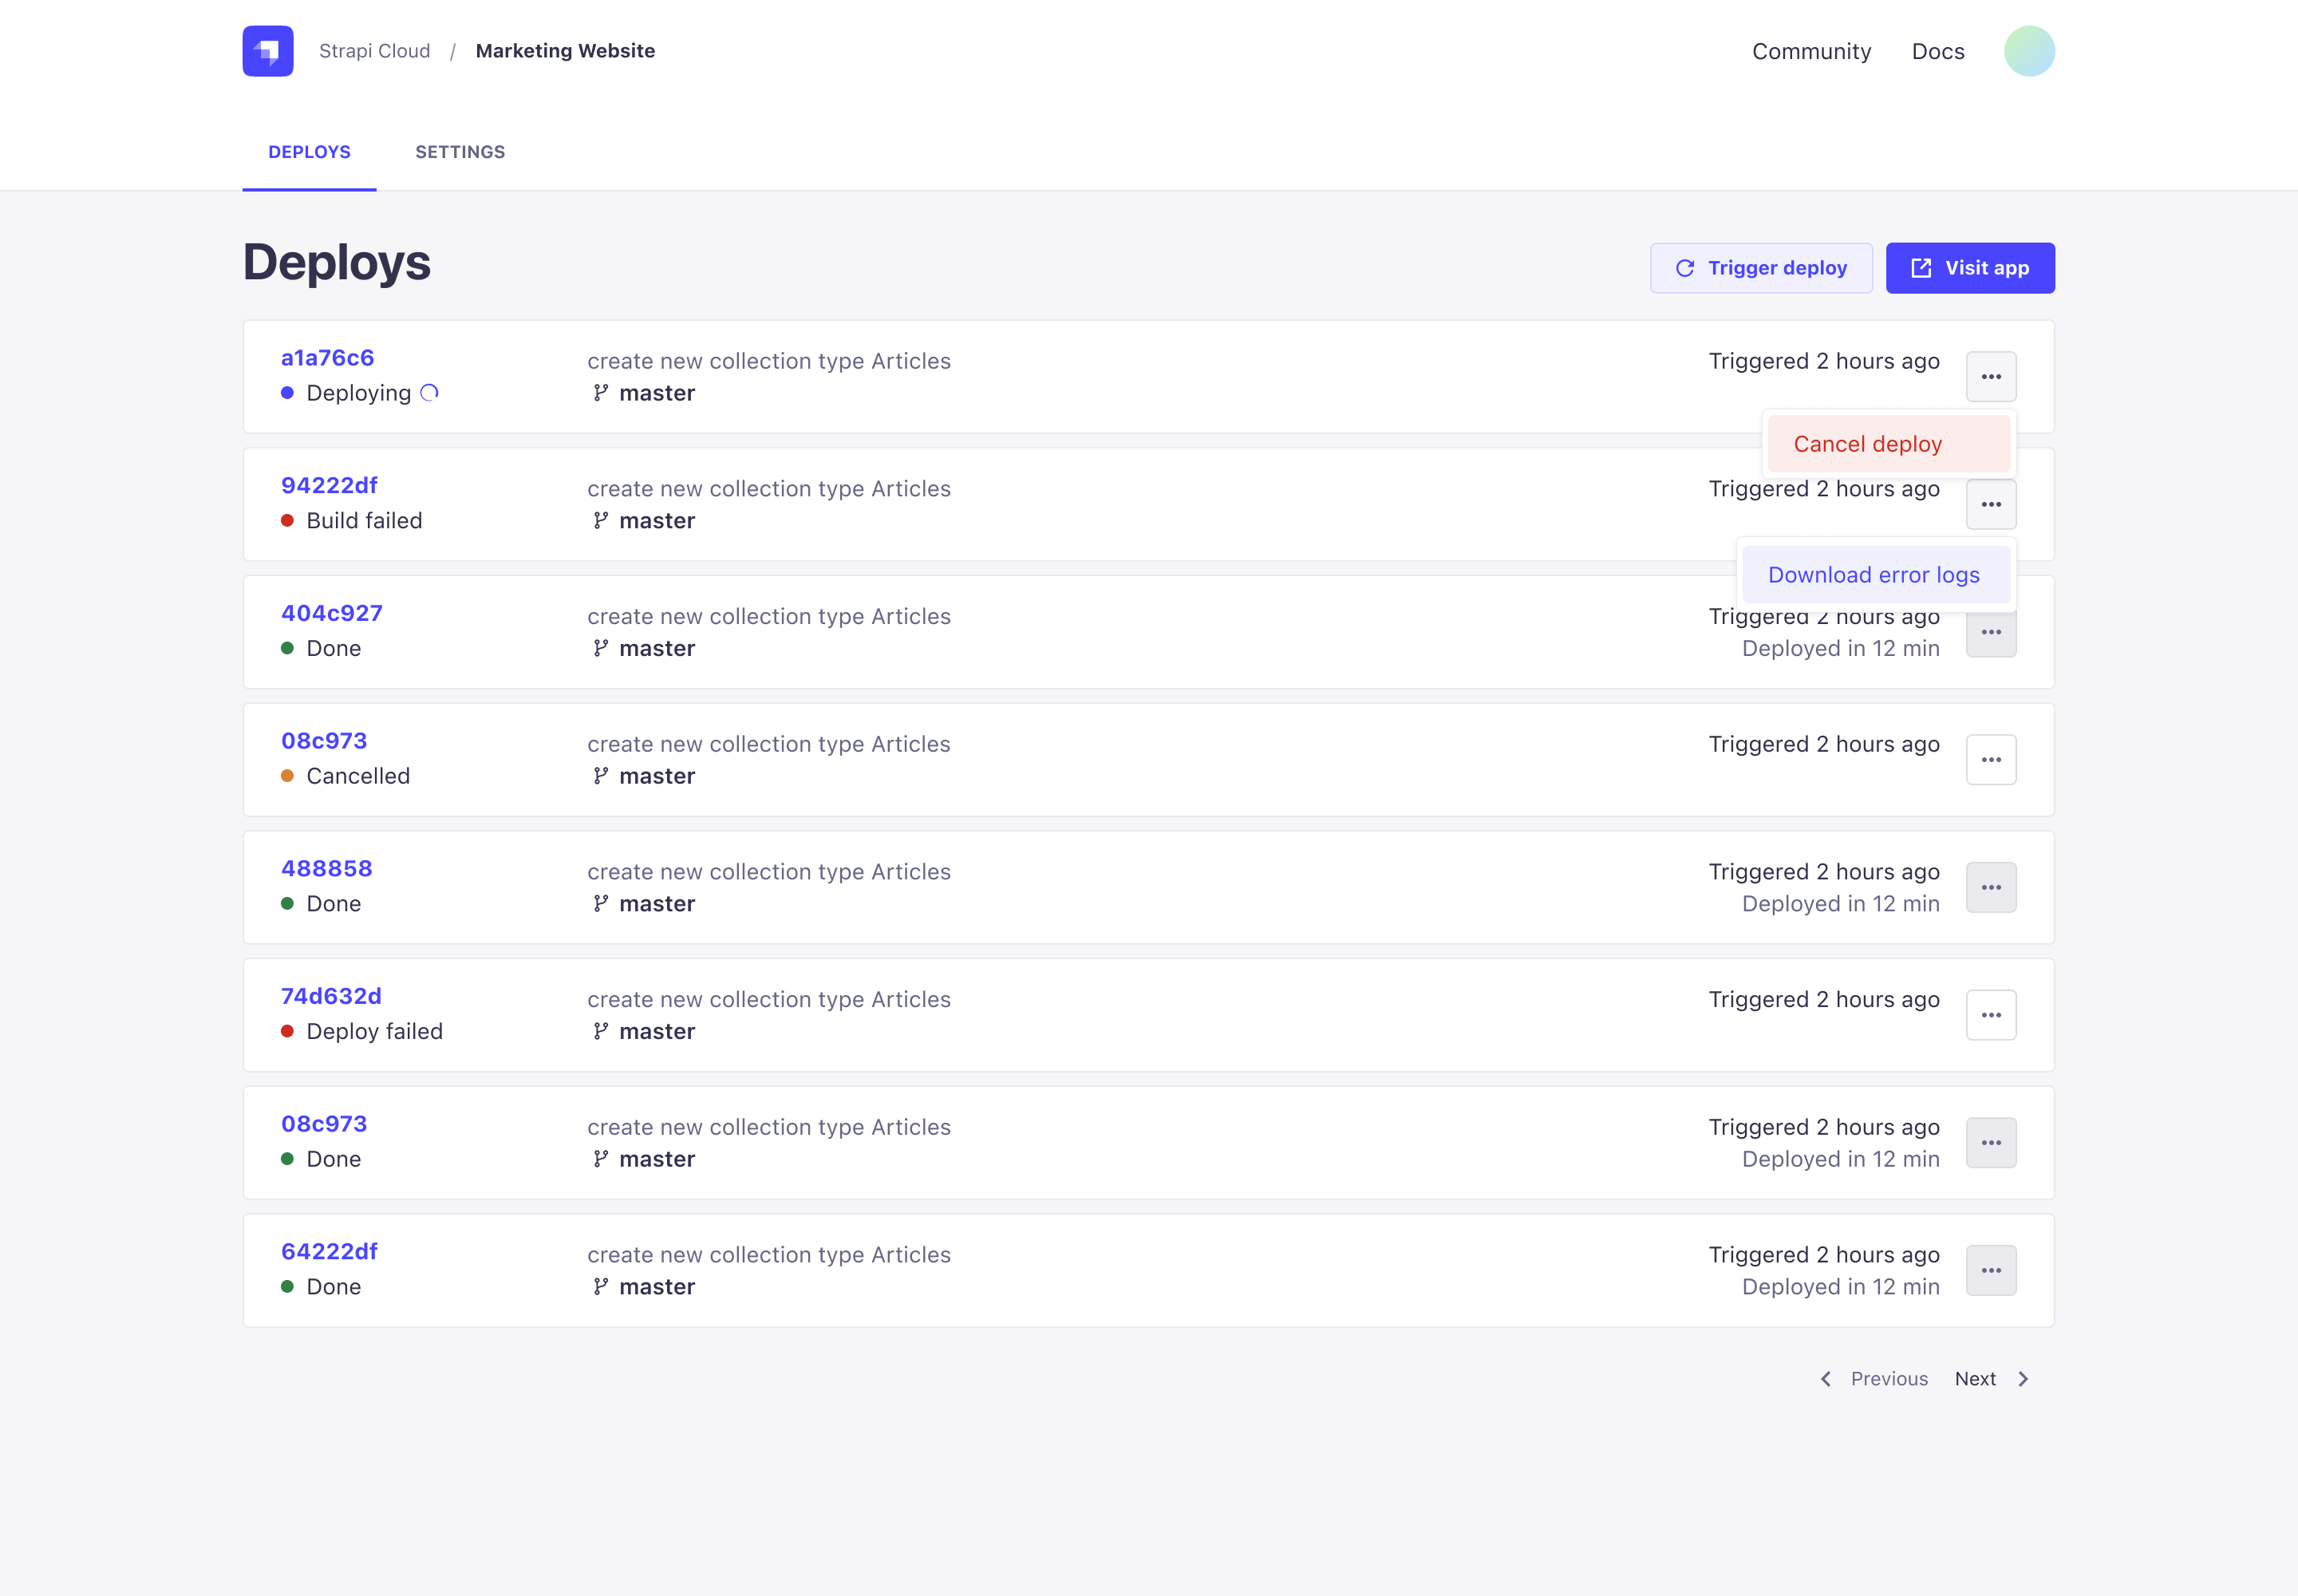 Strapi Cloud / Marketing Website
Community
Docs
DEPLOYS
SETTINGS
Deploys
Trigger deploy
Visit app
a1a76c6
Deploying
create new collection type Articles
master
Triggered 2 hours ago
Cancel deploy
94222df
Build failed
create new collection type Articles
master
Triggered 2 hours ago
Download error logs
404c927
Done
create new collection type Articles
master
Triggered 2 hours ago
Deployed in 12 min
08c973
Cancelled
create new collection type Articles
master
Triggered 2 hours ago
488858
Done
create new collection type Articles
master
Triggered 2 hours ago
Deployed in 12 min
74d632d
Deploy failed
create new collection type Articles
master
Triggered 2 hours ago
08c973
Done
create new collection type Articles
master
Triggered 2 hours ago
Deployed in 12 min
64222df
Done
create new collection type Articles
master
Triggered 2 hours ago
Deployed in 12 min
Previous
Next